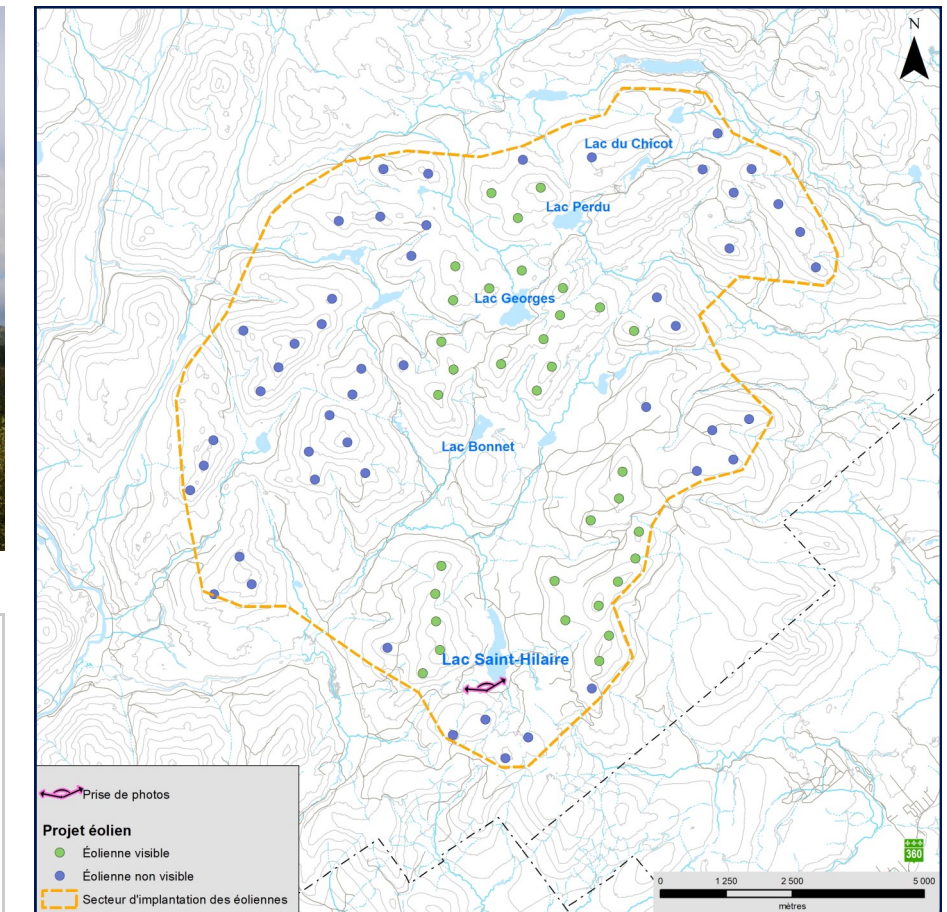 N
Lac du Chicot
Lac Perdu
Lac Georges
Lac Bonnet
Lac Saint-Hilaire
Prise de photos
Projet éolien
Éolienne visible
Éolienne non visible
Secteur d'implantation des éoliennes
360
0 1 250 2 500 5 000
mètres